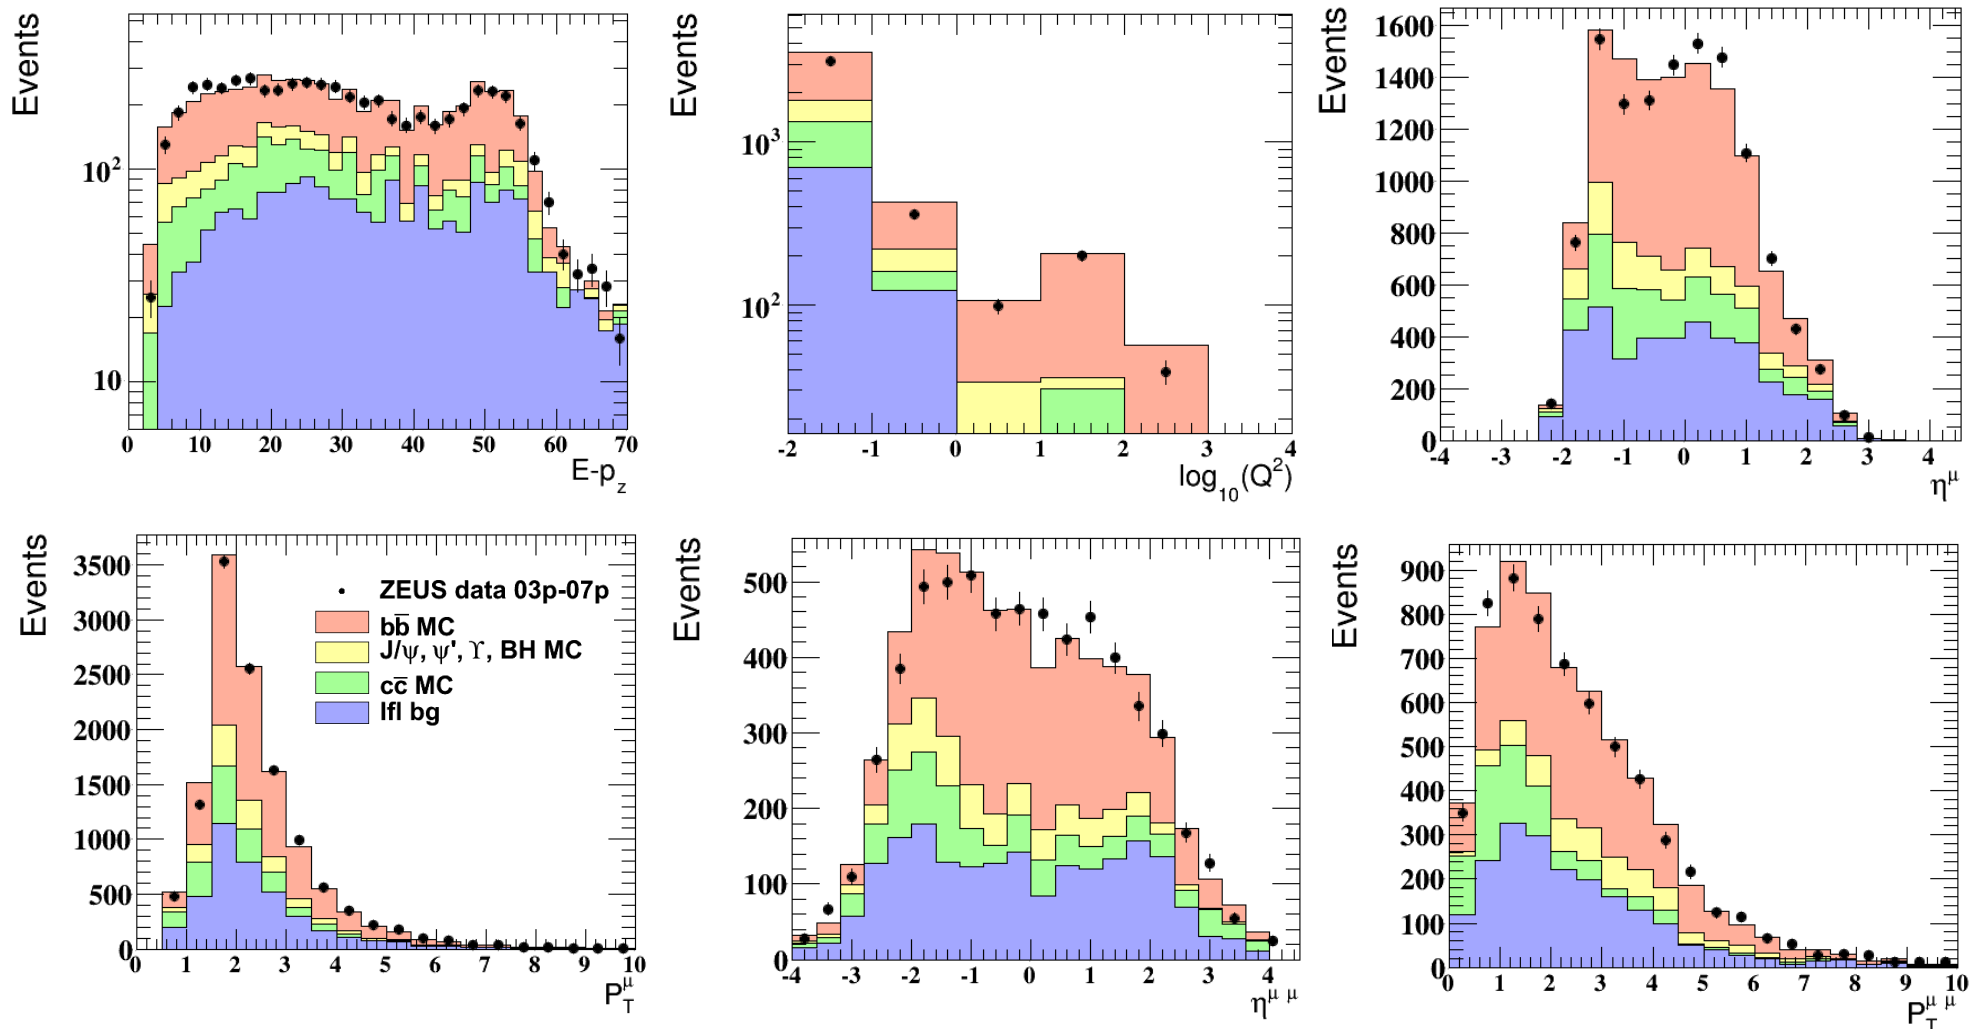 Events
10²
10
0 10 20 30 40 50 60 70
E-p_z
Events
10³
10²
-2 -1 0 1 2 3 4
log₁₀(Q²)
Events
1600
1400
1200
1000
800
600
400
200
0
-4 -3 -2 -1 0 1 2 3 4
η^μ
Events
3500
3000
2500
2000
1500
1000
500
0
0 1 2 3 4 5 6 7 8 9 10
P_T^μ
ZEUS data 03p-07p
bb̅ MC
J/ψ, ψ', ϒ, BH MC
cc̅ MC
lfl bg
Events
500
400
300
200
100
0
-4 -3 -2 -1 0 1 2 3 4
η^μ μ
Events
900
800
700
600
500
400
300
200
100
0
0 1 2 3 4 5 6 7 8 9 10
P_T^μ μ